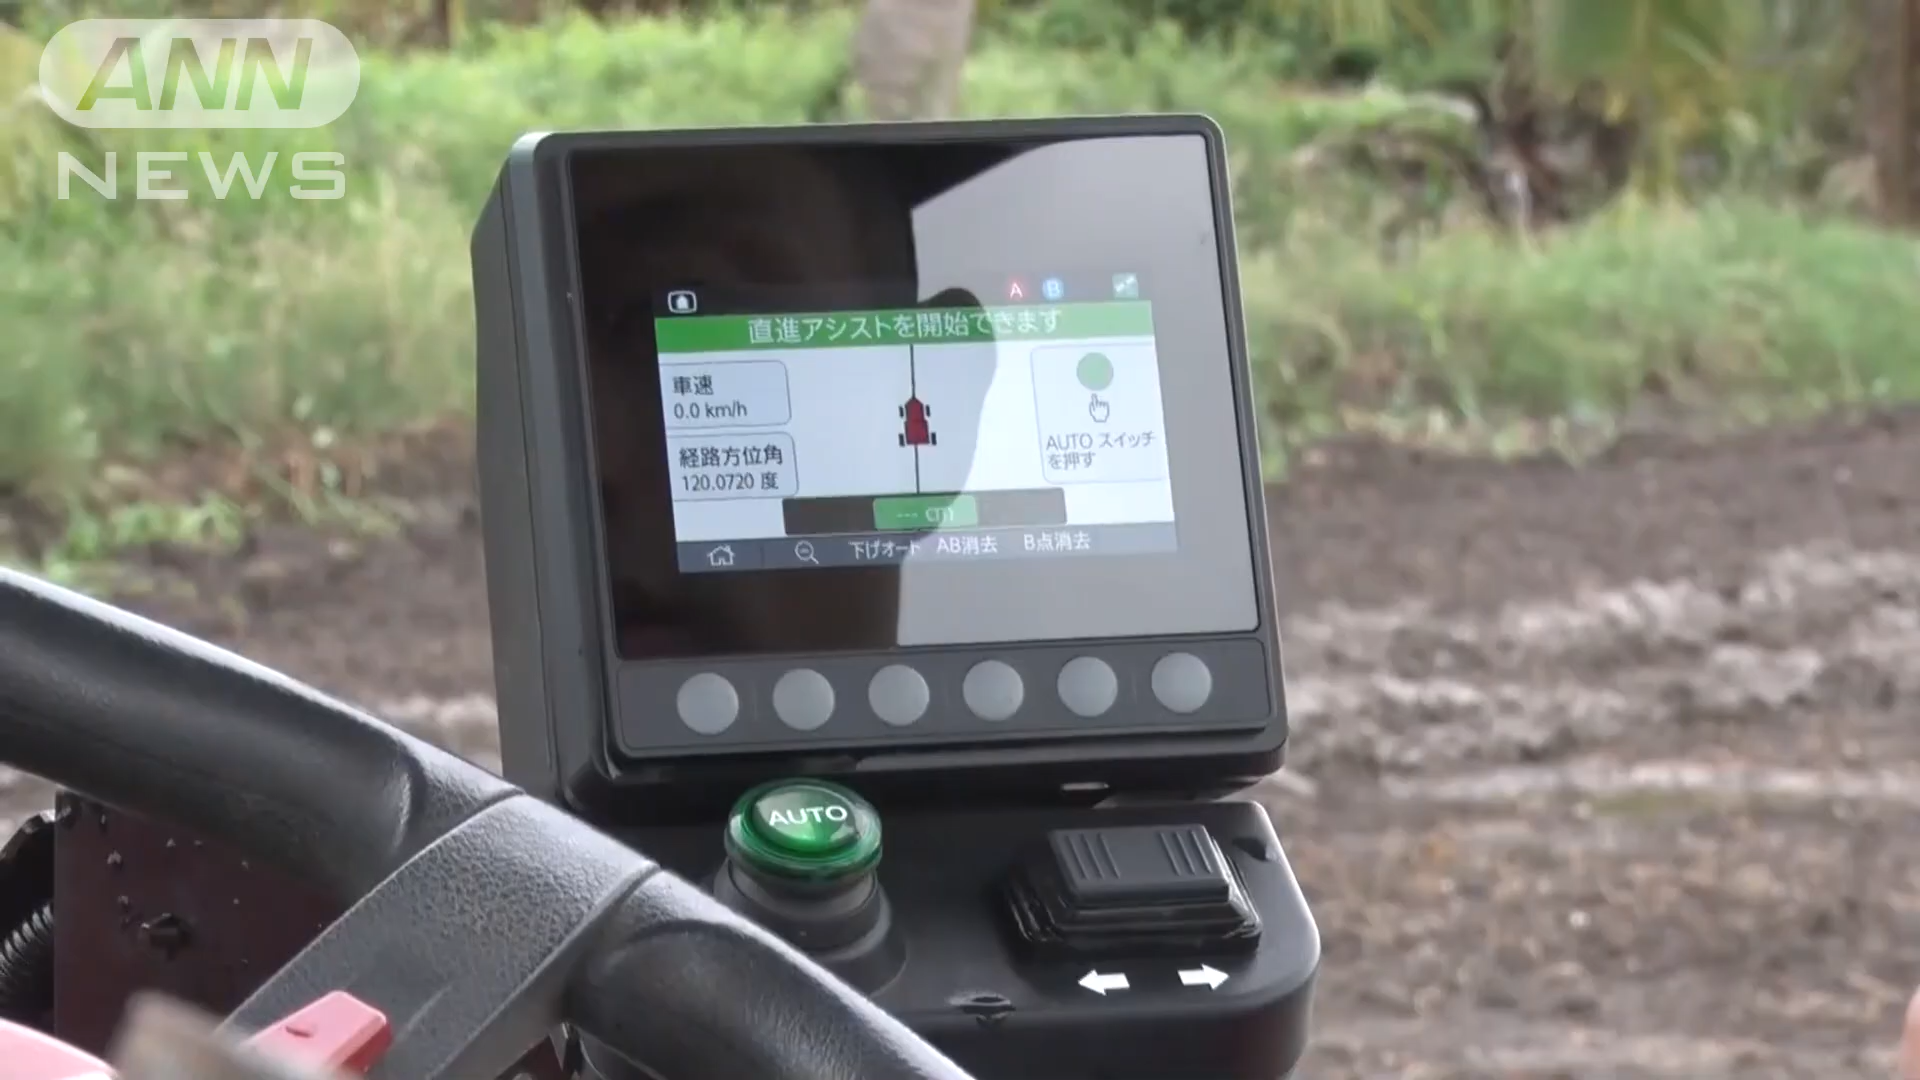 ANN
NEWS
A B
直進アシストを開始できます
車速
0.0 km/h
経路方位角
120.0720 度
AUTO スイッチ
を押す
--- cm
下げオート AB消去 B点消去
AUTO